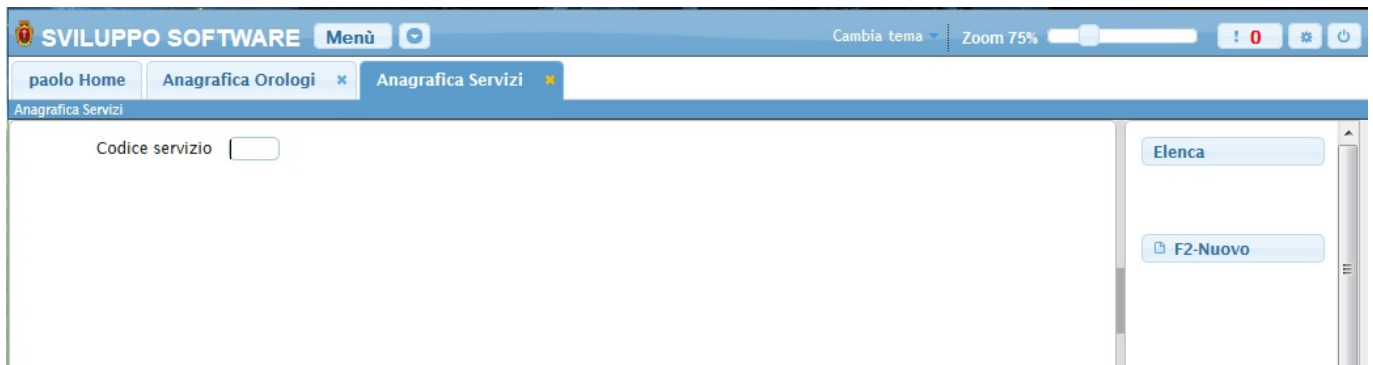 SVILUPPO SOFTWARE Menù Cambia tema Zoom 75% ! 0
paolo Home Anagrafica Orologi × Anagrafica Servizi ×
Anagrafica Servizi
Codice servizio
Elenca
F2-Nuovo